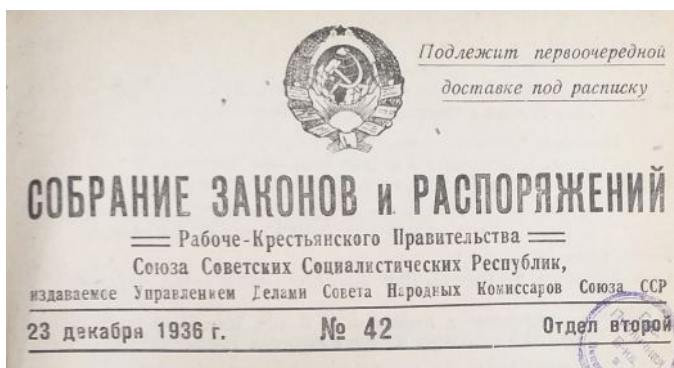 Подлежит первоочередной
доставке под расписку
СОБРАНИЕ ЗАКОНОВ и РАСПОРЯЖЕНИЙ
Рабоче-Крестьянского Правительства
Союза Советских Социалистических Республик,
издаваемое Управлением Делами Совета Народных Комиссаров Союза ССР
23 декабря 1936 г. № 42 Отдел второй